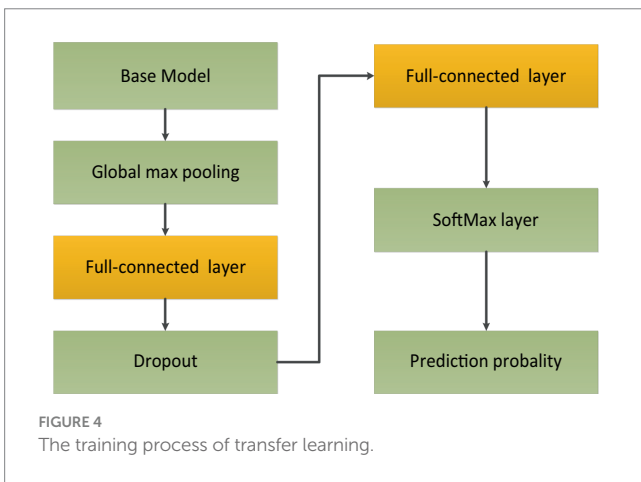 Base Model
Global max pooling
Full-connected layer
Dropout
Full-connected layer
SoftMax layer
Prediction probality
FIGURE 4
The training process of transfer learning.